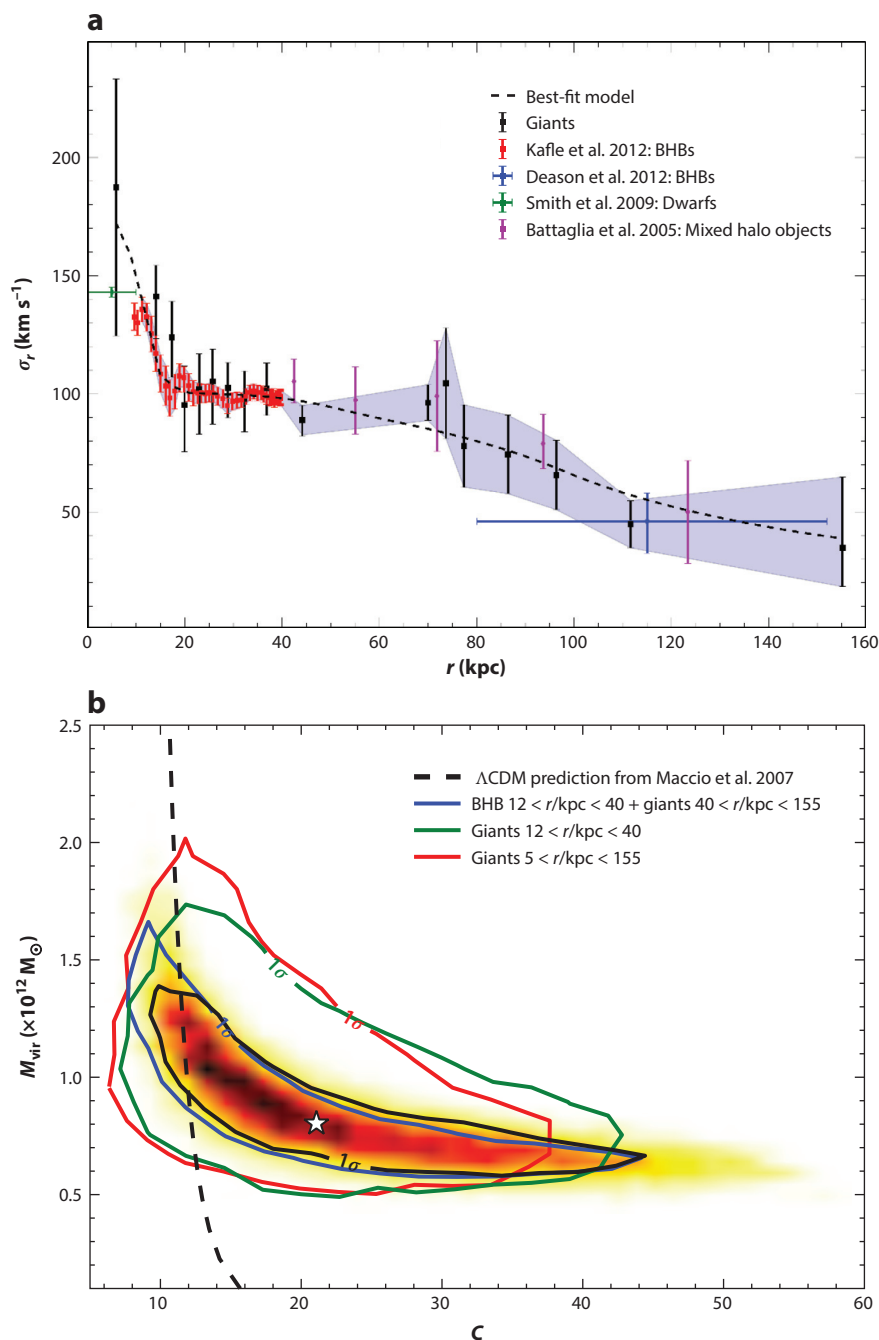 a
Best-fit model
Giants
Kafle et al. 2012: BHBs
Deason et al. 2012: BHBs
Smith et al. 2009: Dwarfs
Battaglia et al. 2005: Mixed halo objects
200
150
100
50
σr (km s⁻¹)
0 20 40 60 80 100 120 140 160
r (kpc)
b
2.5
2.0
1.5
1.0
0.5
Mvir (×10¹² M⊙)
ΛCDM prediction from Maccio et al. 2007
BHB 12 < r/kpc < 40 + giants 40 < r/kpc < 155
Giants 12 < r/kpc < 40
Giants 5 < r/kpc < 155
1σ
1σ
1σ
1σ
10 20 30 40 50 60
c